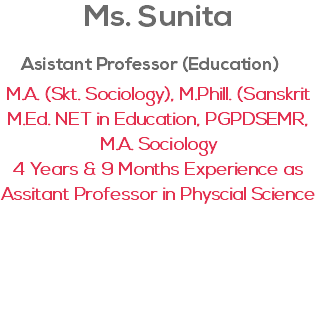 Ms. Sunita
Asistant Professor (Education)
M.A. (Skt. Sociology), M.Phill. (Sanskrit
M.Ed. NET in Education, PGPDSEMR,
M.A. Sociology
4 Years & 9 Months Experience as
Assitant Professor in Physcial Science